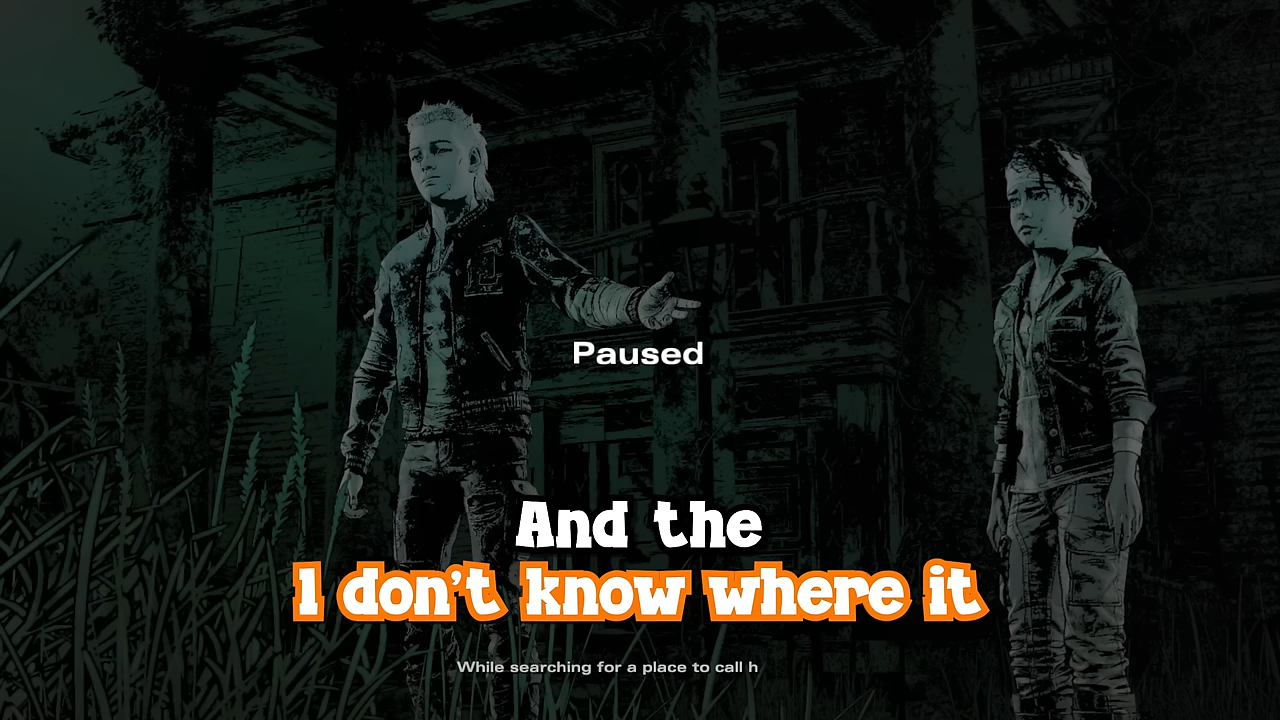 Paused
And the
I don't know where it
While searching for a place to call h